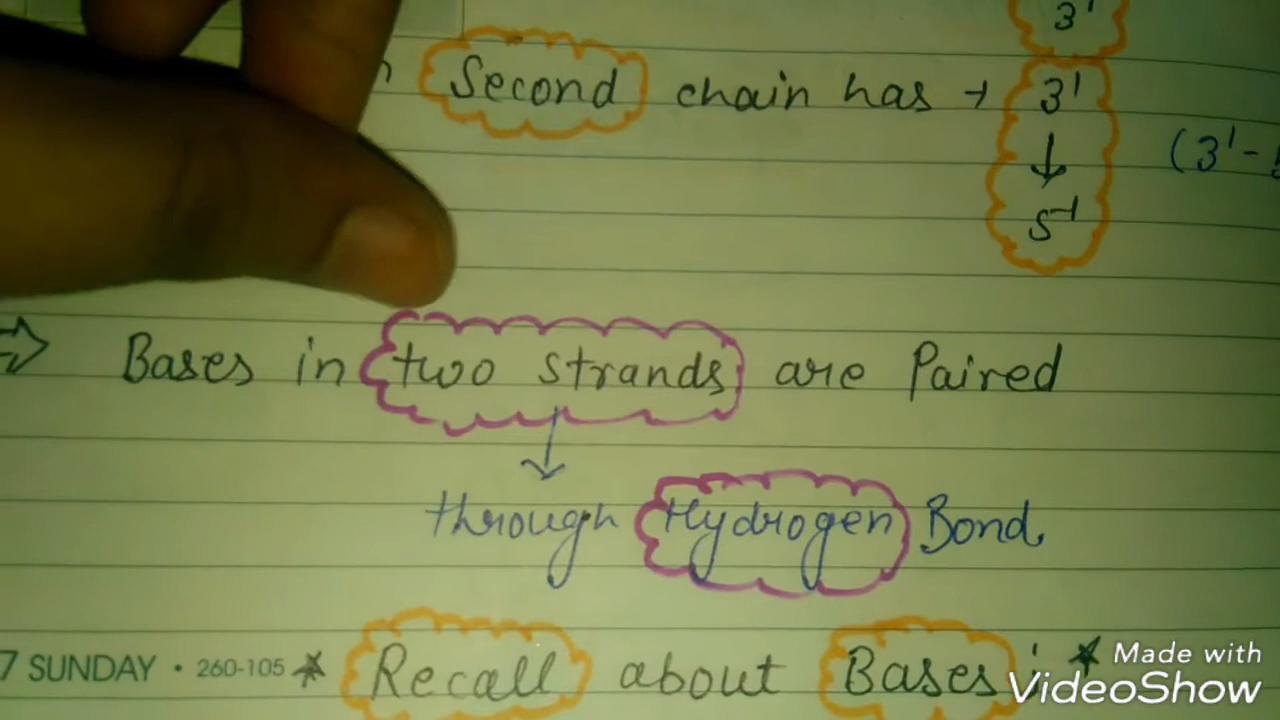 3'
Second chain has → 3'
↓
5'
(3'-
⇒ Bases in two strands are Paired
↓
through Hydrogen Bond
7 SUNDAY • 260-105 * Recall about Bases : *
Made with
VideoShow